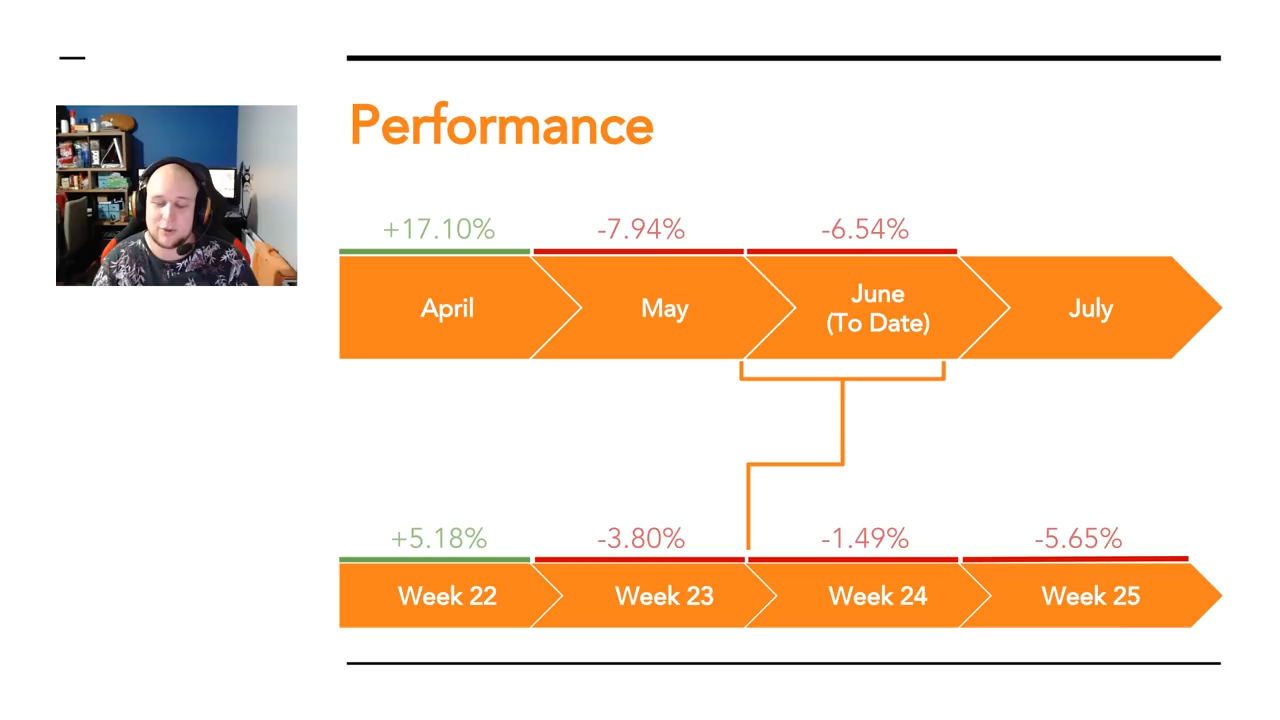 Performance
+17.10% -7.94% -6.54%
April May June (To Date) July
+5.18% -3.80% -1.49% -5.65%
Week 22 Week 23 Week 24 Week 25